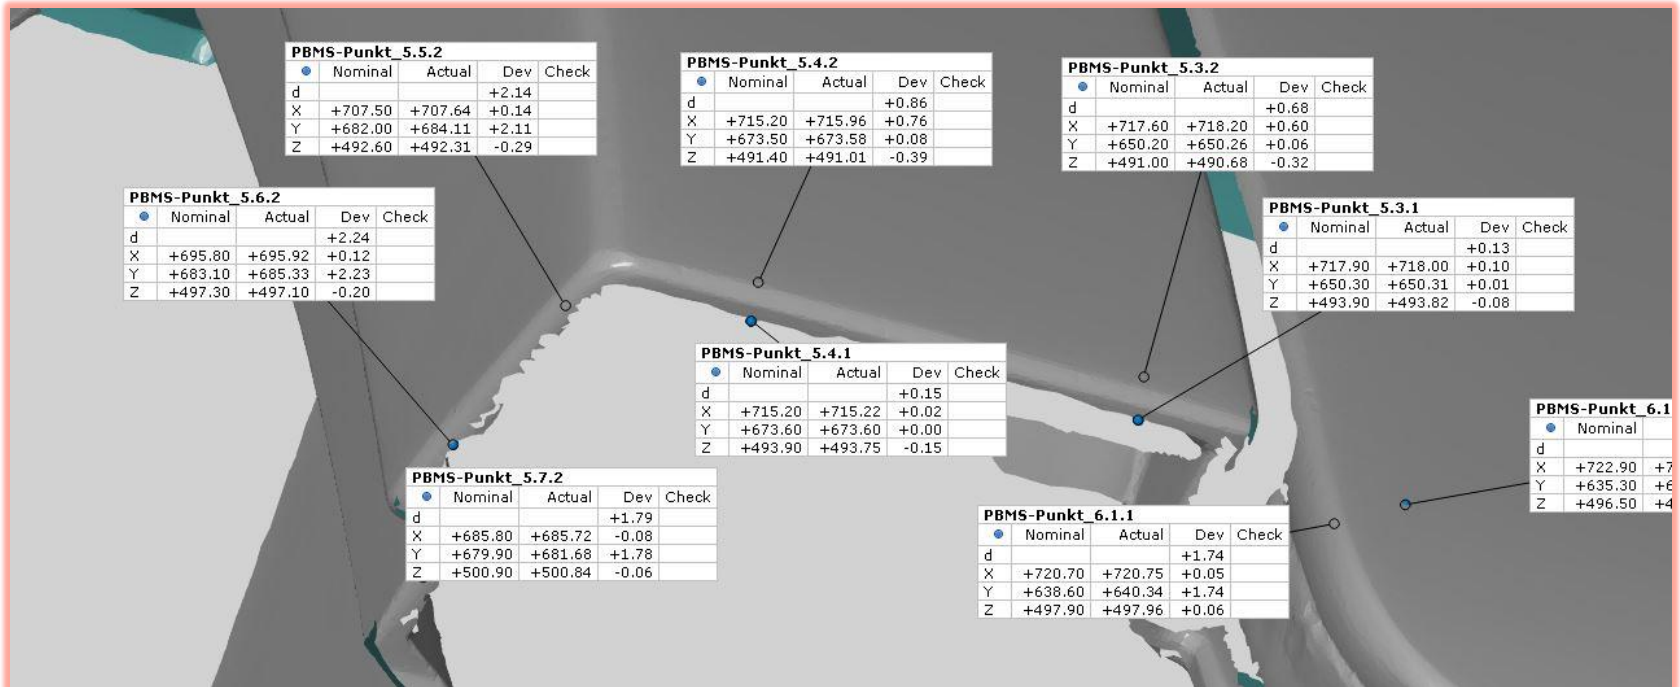 PBMS-Punkt_5.5.2
Nominal Actual Dev Check
d +2.14
X +707.50 +707.64 +0.14
Y +682.00 +684.11 +2.11
Z +492.60 +492.31 -0.29
PBMS-Punkt_5.4.2
Nominal Actual Dev Check
d +0.86
X +715.20 +715.96 +0.76
Y +673.50 +673.58 +0.08
Z +491.40 +491.01 -0.39
PBMS-Punkt_5.3.2
Nominal Actual Dev Check
d +0.68
X +717.60 +718.20 +0.60
Y +650.20 +650.26 +0.06
Z +491.00 +490.68 -0.32
PBMS-Punkt_5.6.2
Nominal Actual Dev Check
d +2.24
X +695.80 +695.92 +0.12
Y +683.10 +685.33 +2.23
Z +497.30 +497.10 -0.20
PBMS-Punkt_5.3.1
Nominal Actual Dev Check
d +0.13
X +717.90 +718.00 +0.10
Y +650.30 +650.31 +0.01
Z +493.90 +493.82 -0.08
PBMS-Punkt_5.4.1
Nominal Actual Dev Check
d +0.15
X +715.20 +715.22 +0.02
Y +673.60 +673.60 +0.00
Z +493.90 +493.75 -0.15
PBMS-Punkt_6.1
Nominal
d
X +722.90 +7
Y +635.30 +6
Z +496.50 +4
PBMS-Punkt_5.7.2
Nominal Actual Dev Check
d +1.79
X +685.80 +685.72 -0.08
Y +679.90 +681.68 +1.78
Z +500.90 +500.84 -0.06
PBMS-Punkt_6.1.1
Nominal Actual Dev Check
d +1.74
X +720.70 +720.75 +0.05
Y +638.60 +640.34 +1.74
Z +497.90 +497.96 +0.06